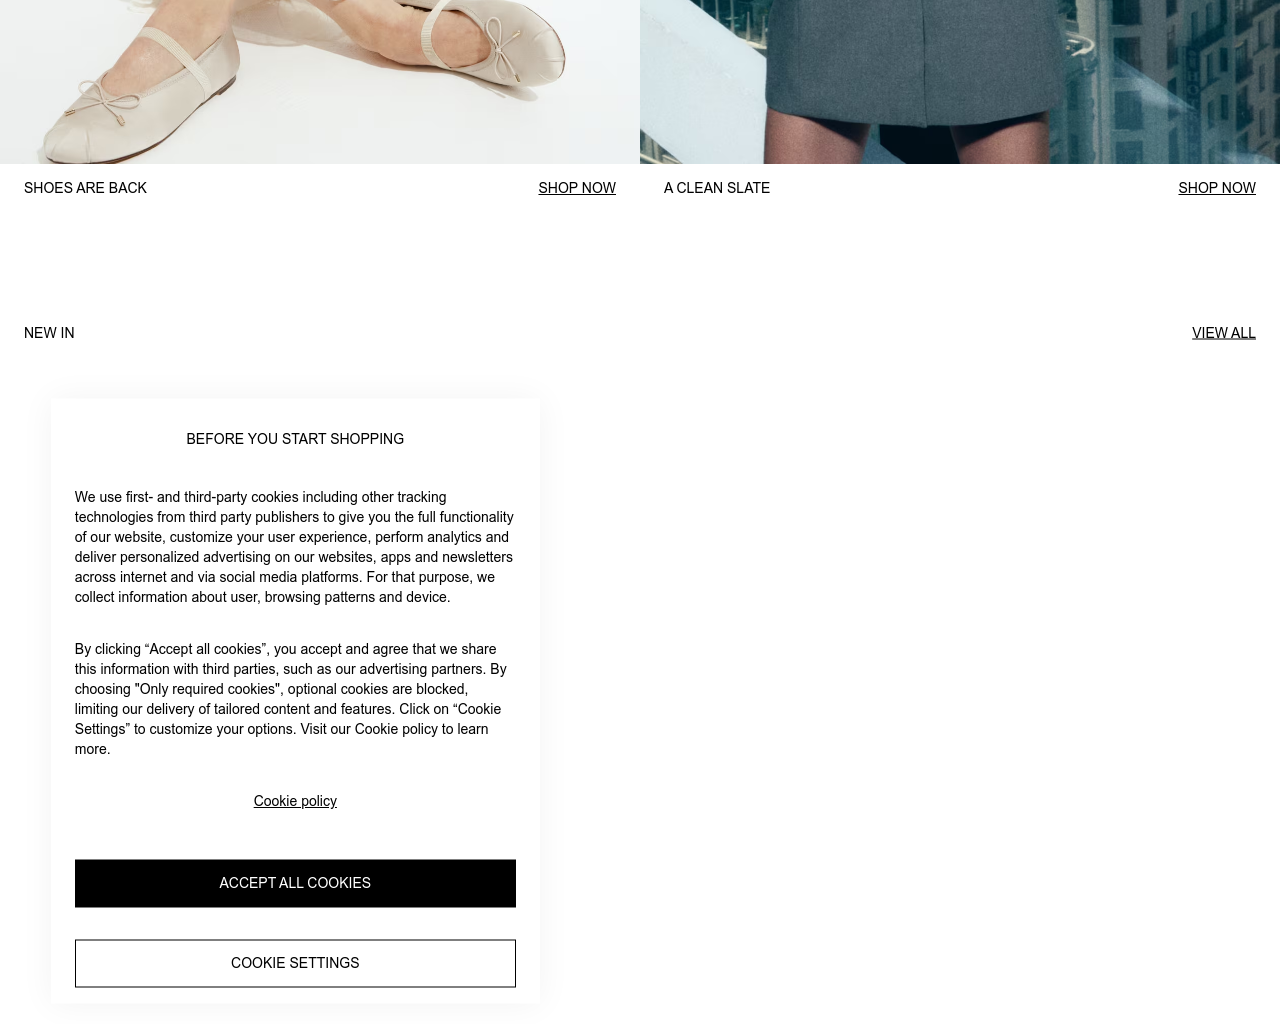 SHOES ARE BACK
SHOP NOW
A CLEAN SLATE
SHOP NOW
NEW IN
VIEW ALL
BEFORE YOU START SHOPPING
We use first- and third-party cookies including other tracking
technologies from third party publishers to give you the full functionality
of our website, customize your user experience, perform analytics and
deliver personalized advertising on our websites, apps and newsletters
across internet and via social media platforms. For that purpose, we
collect information about user, browsing patterns and device.
By clicking “Accept all cookies”, you accept and agree that we share
this information with third parties, such as our advertising partners. By
choosing "Only required cookies", optional cookies are blocked,
limiting our delivery of tailored content and features. Click on “Cookie
Settings” to customize your options. Visit our Cookie policy to learn
more.
Cookie policy
ACCEPT ALL COOKIES
COOKIE SETTINGS